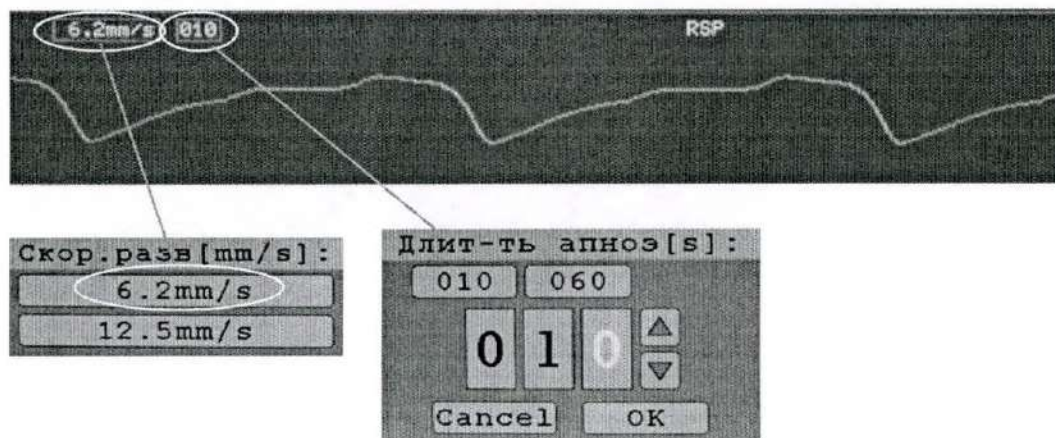 6.2mm/s 010 RSP
Скор.разв[mm/s]:
6.2mm/s
12.5mm/s
Длит-ть апноэ[s]:
010 060
0 1 0
Cancel OK